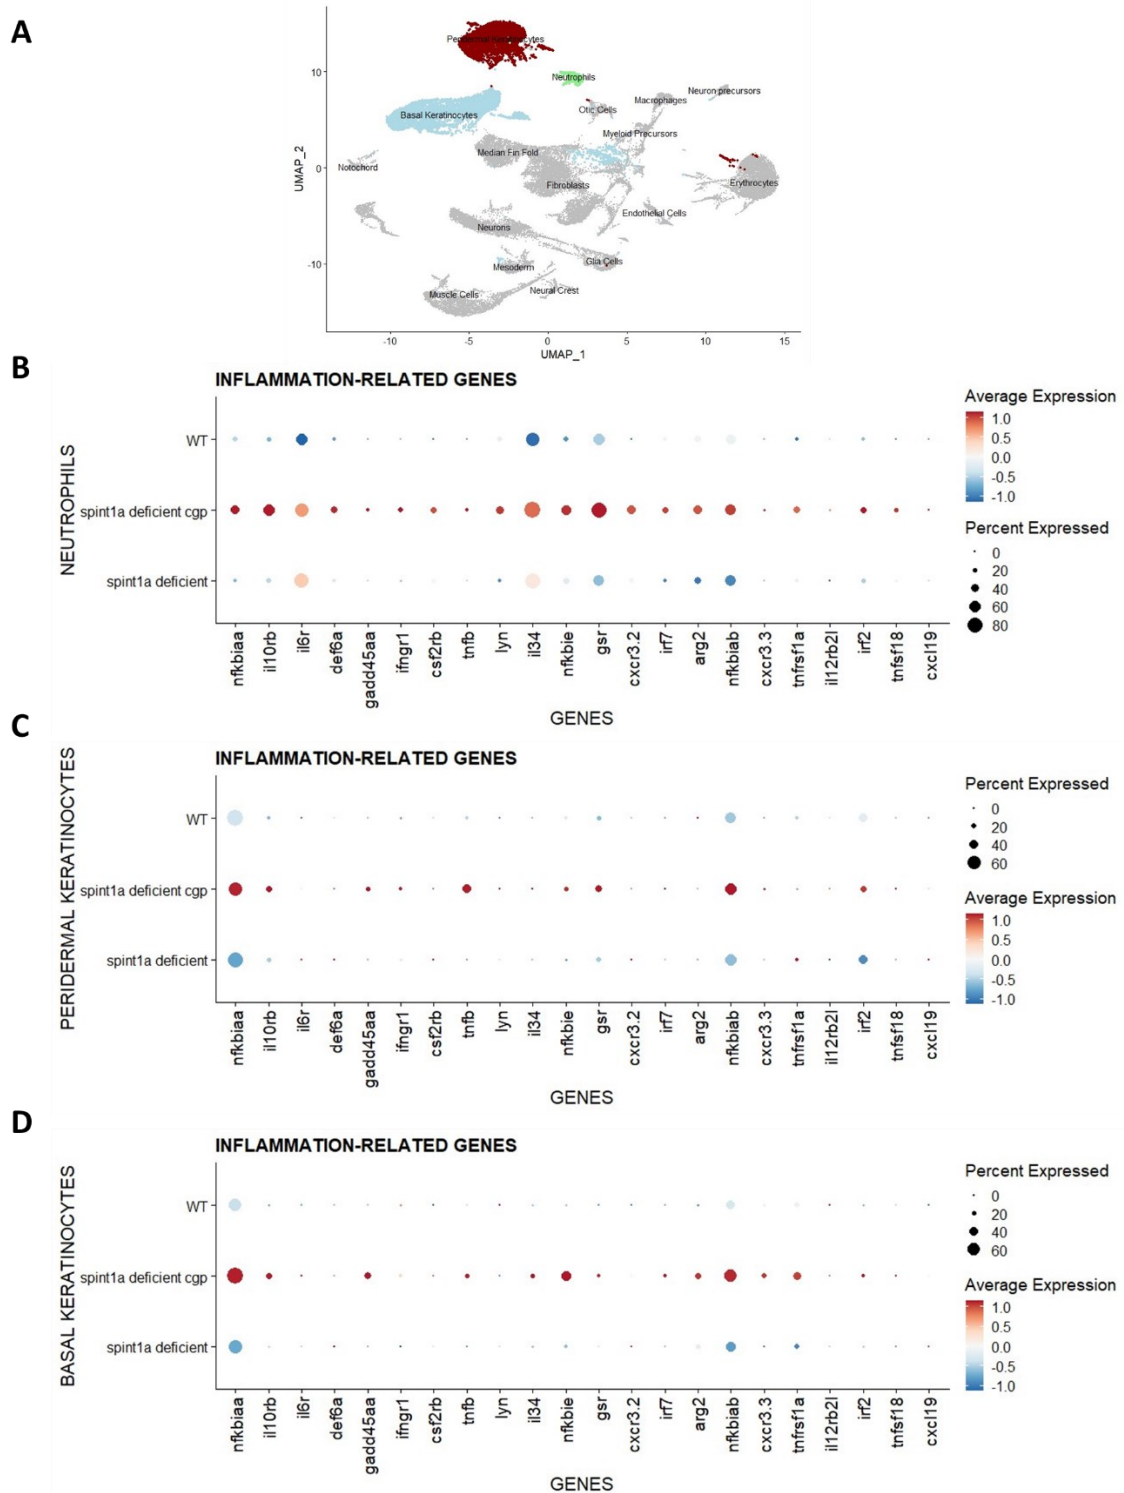 A
Peridermal Keratinocytes
Neutrophils
Basal Keratinocytes
Otic Cells
Macrophages
Neuron precursors
Myeloid Precursors
Median Fin Fold
Notochord
Fibroblasts
Erythrocytes
Endothelial Cells
Neurons
Mesoderm
Glia Cells
Muscle Cells
Neural Crest
10
0
-10
UMAP_2
-10 -5 0 5 10 15
UMAP_1
B
INFLAMMATION-RELATED GENES
NEUTROPHILS
WT
spint1a deficient cgp
spint1a deficient
nfkbiaa il10rb il6r def6a gadd45aa ifngr1 csf2rb tnfb lyn il34 nfkbie gsr cxcr3.2 irf7 arg2 nfkbiab cxcr3.3 tnfrsf1a il12rb2l irf2 tnfsf18 cxcl19
GENES
Average Expression
1.0
0.5
0.0
-0.5
-1.0
Percent Expressed
0
20
40
60
80
C
INFLAMMATION-RELATED GENES
PERIDERMAL KERATINOCYTES
WT
spint1a deficient cgp
spint1a deficient
nfkbiaa il10rb il6r def6a gadd45aa ifngr1 csf2rb tnfb lyn il34 nfkbie gsr cxcr3.2 irf7 arg2 nfkbiab cxcr3.3 tnfrsf1a il12rb2l irf2 tnfsf18 cxcl19
GENES
Percent Expressed
0
20
40
60
Average Expression
1.0
0.5
0.0
-0.5
-1.0
D
INFLAMMATION-RELATED GENES
BASAL KERATINOCYTES
WT
spint1a deficient cgp
spint1a deficient
nfkbiaa il10rb il6r def6a gadd45aa ifngr1 csf2rb tnfb lyn il34 nfkbie gsr cxcr3.2 irf7 arg2 nfkbiab cxcr3.3 tnfrsf1a il12rb2l irf2 tnfsf18 cxcl19
GENES
Percent Expressed
0
20
40
60
Average Expression
1.0
0.5
0.0
-0.5
-1.0